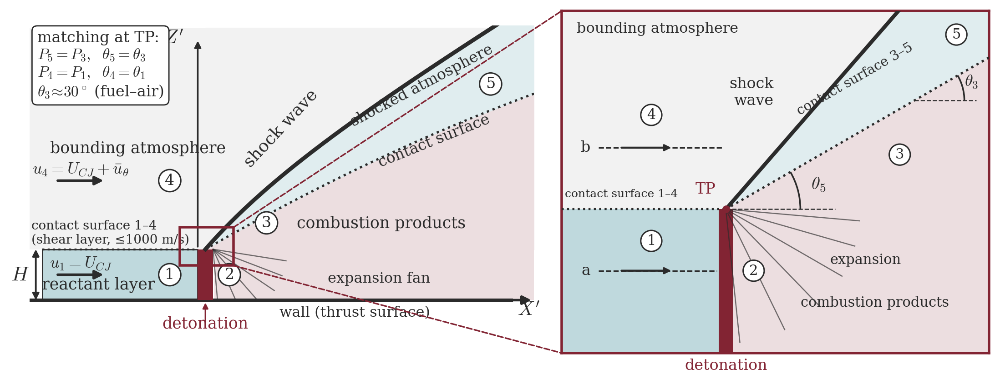 matching at TP:
P₅ = P₃, θ₅ = θ₃
P₄ = P₁, θ₄ = θ₁
θ₃≈30° (fuel–air)
Z′
shock wave
shocked atmosphere
5
contact surface
bounding atmosphere
u₄ = U_CJ + ū_θ
4
contact surface 1–4
(shear layer, ≤1000 m/s)
3
combustion products
H
u₁ = U_CJ
1
2
reactant layer
expansion fan
wall (thrust surface)
X′
detonation
bounding atmosphere
5
contact surface 3–5
shock
wave
θ₃
4
b
3
TP
θ₅
contact surface 1–4
1
expansion
a
2
combustion products
detonation